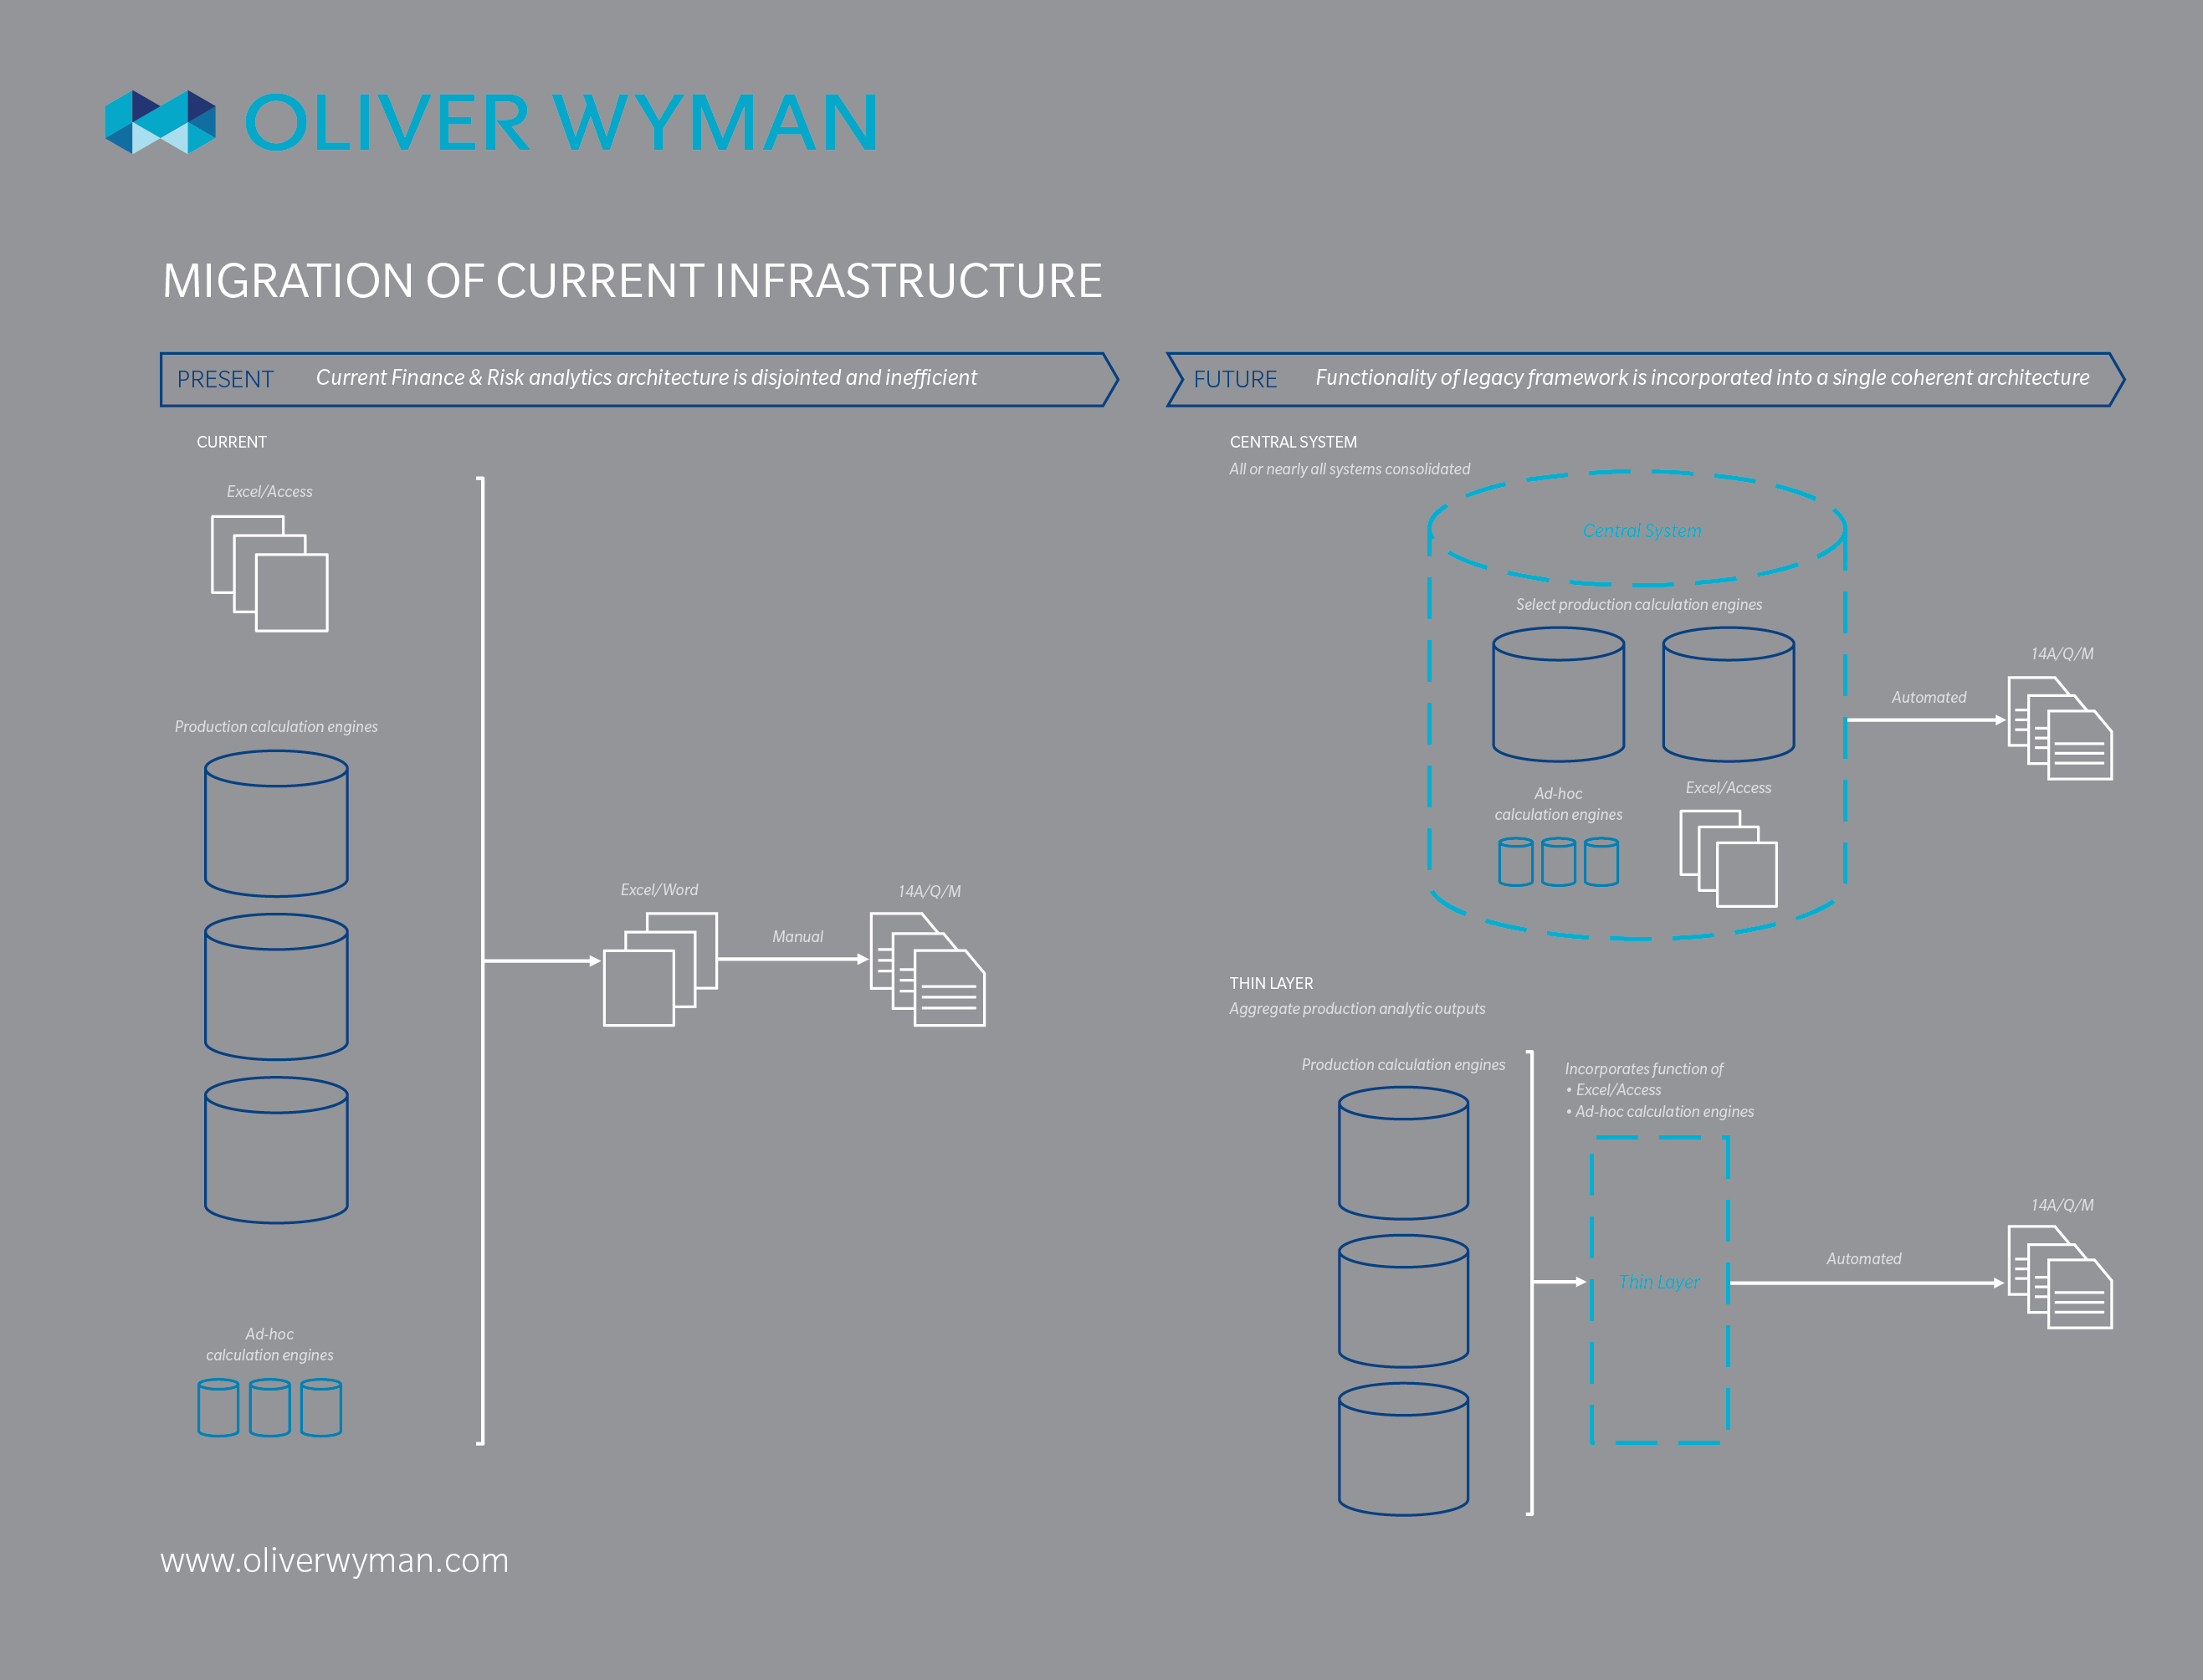 OLIVER WYMAN
MIGRATION OF CURRENT INFRASTRUCTURE
PRESENT Current Finance & Risk analytics architecture is disjointed and inefficient
CURRENT
Excel/Access
Production calculation engines
Ad-hoc
calculation engines
Excel/Word
Manual
14A/Q/M
FUTURE Functionality of legacy framework is incorporated into a single coherent architecture
CENTRAL SYSTEM
All or nearly all systems consolidated
Central System
Select production calculation engines
Ad-hoc
calculation engines
Excel/Access
Automated
14A/Q/M
THIN LAYER
Aggregate production analytic outputs
Production calculation engines
Incorporates function of
• Excel/Access
• Ad-hoc calculation engines
Thin Layer
Automated
14A/Q/M
www.oliverwyman.com